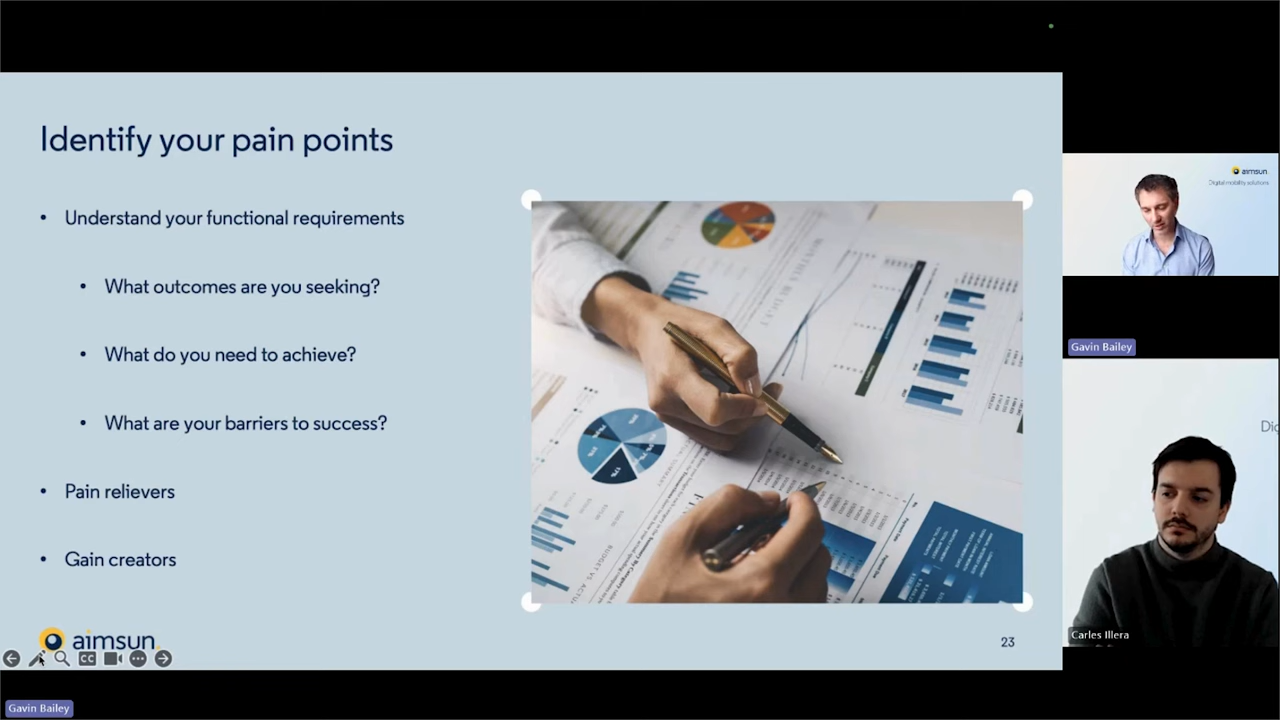 Identify your pain points
• Understand your functional requirements
• What outcomes are you seeking?
• What do you need to achieve?
• What are your barriers to success?
• Pain relievers
• Gain creators
aimsun.
23
CC
Gavin Bailey
aimsun.
Digital mobility solutions
Gavin Bailey
Carles Illera